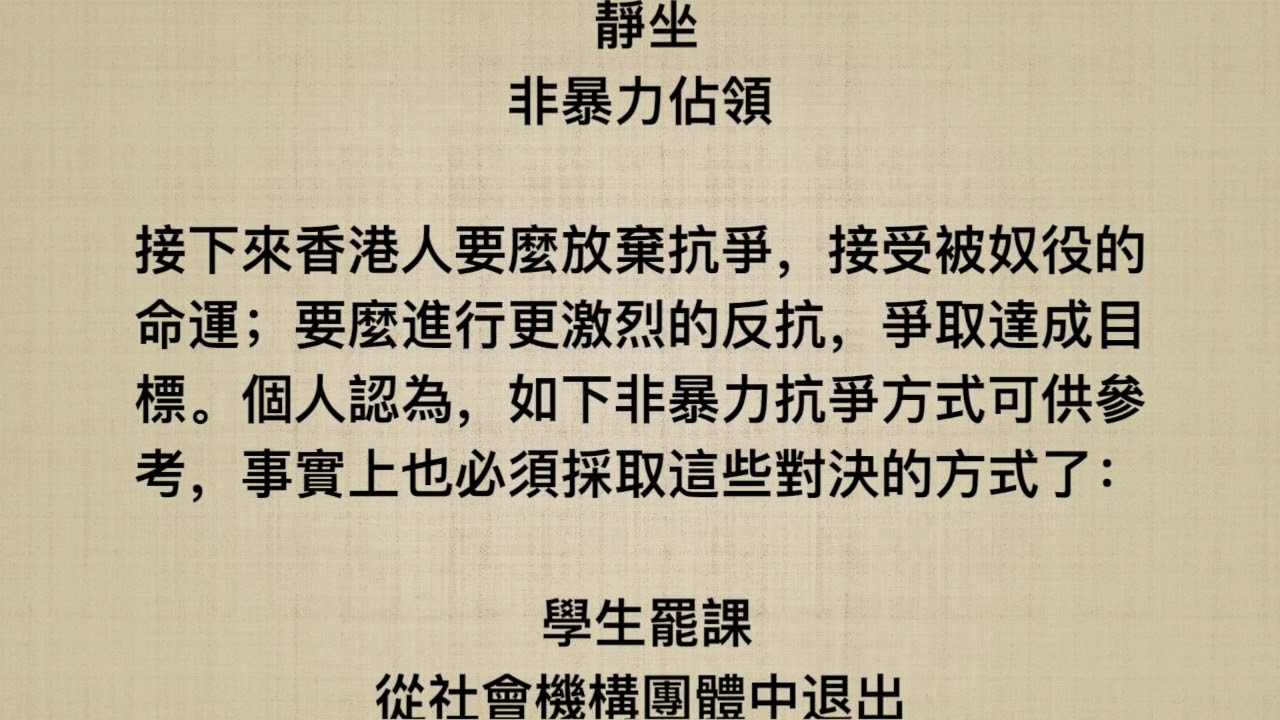 靜坐
非暴力佔領
接下來香港人要麼放棄抗爭，接受被奴役的
命運；要麼進行更激烈的反抗，爭取達成目
標。個人認為，如下非暴力抗爭方式可供參
考，事實上也必須採取這些對決的方式了：
學生罷課
從社會機構團體中退出